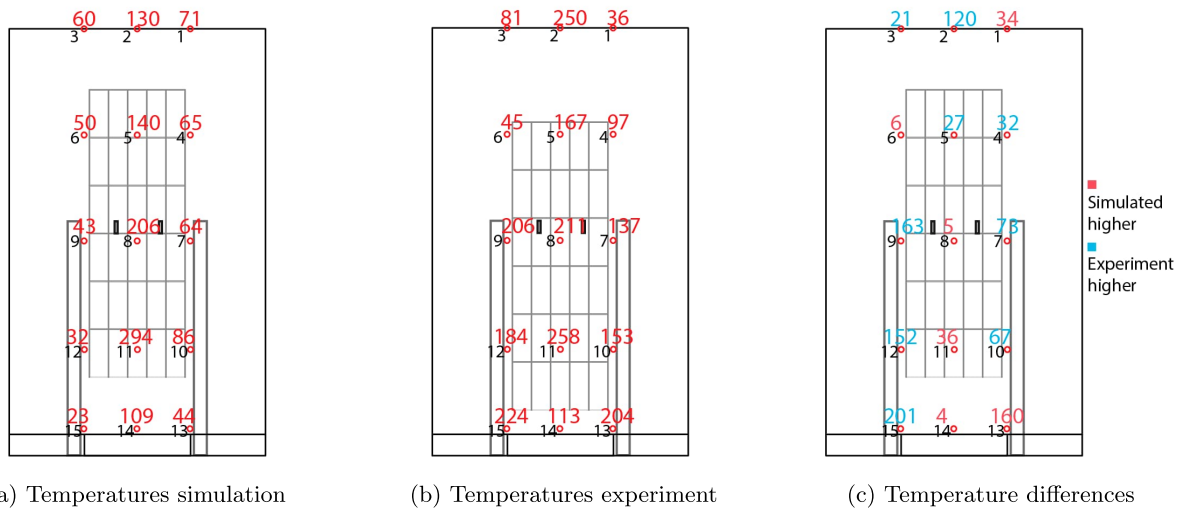 60 130 71
3 2 1
50 140 65
6 5 4
43 206 64
9 8 7
32 294 86
12 11 10
23 109 44
15 14 13
a) Temperatures simulation
81 250 36
3 2 1
45 167 97
6 5 4
206 211 137
9 8 7
184 258 153
12 11 10
224 113 204
15 14 13
(b) Temperatures experiment
21 120 34
3 2 1
6 27 32
6 5 4
163 5 73
9 8 7
152 36 67
12 11 10
201 4 160
15 14 13
Simulated
higher
Experiment
higher
(c) Temperature differences